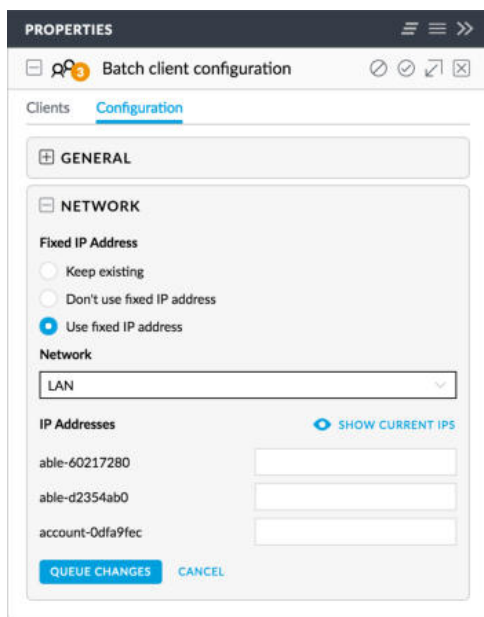 PROPERTIES
3 Batch client configuration
Clients Configuration
GENERAL
NETWORK
Fixed IP Address
Keep existing
Don't use fixed IP address
Use fixed IP address
Network
LAN
IP Addresses SHOW CURRENT IPS
able-60217280
able-d2354ab0
account-0dfa9fec
QUEUE CHANGES CANCEL